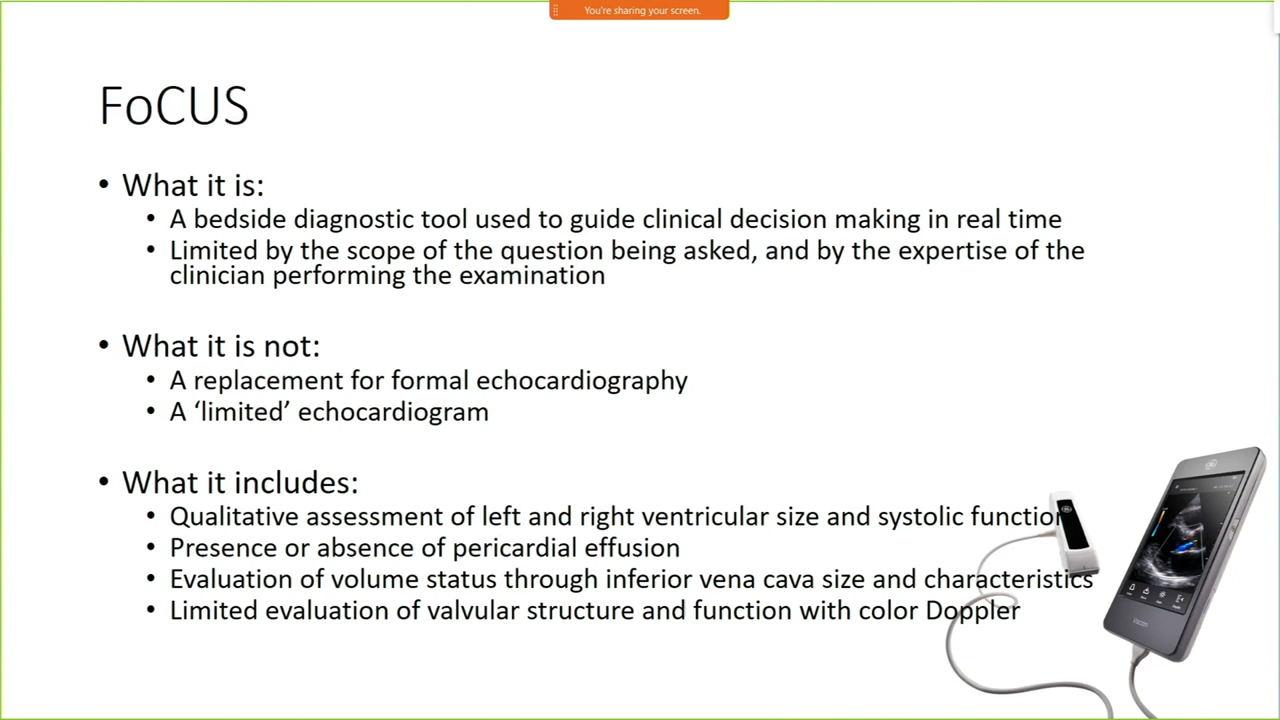 You're sharing your screen.
FoCUS
• What it is:
• A bedside diagnostic tool used to guide clinical decision making in real time
• Limited by the scope of the question being asked, and by the expertise of the
clinician performing the examination
• What it is not:
• A replacement for formal echocardiography
• A ‘limited’ echocardiogram
• What it includes:
• Qualitative assessment of left and right ventricular size and systolic function
• Presence or absence of pericardial effusion
• Evaluation of volume status through inferior vena cava size and characteristics
• Limited evaluation of valvular structure and function with color Doppler
Vscan